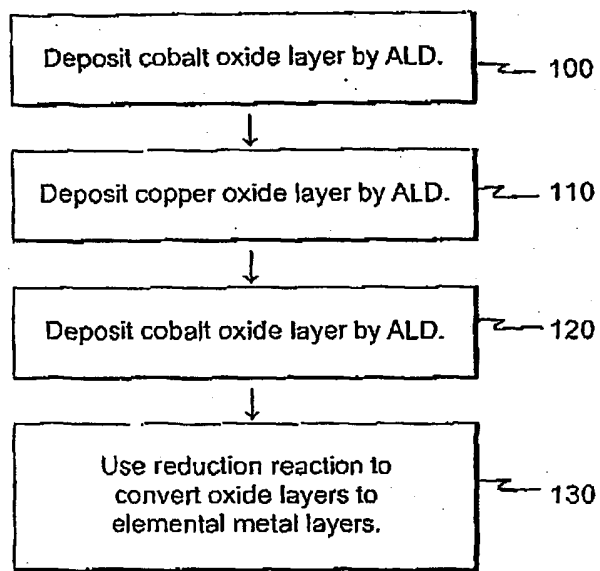 Deposit cobalt oxide layer by ALD.
100
Deposit copper oxide layer by ALD.
110
Deposit cobalt oxide layer by ALD.
120
Use reduction reaction to
convert oxide layers to
elemental metal layers.
130